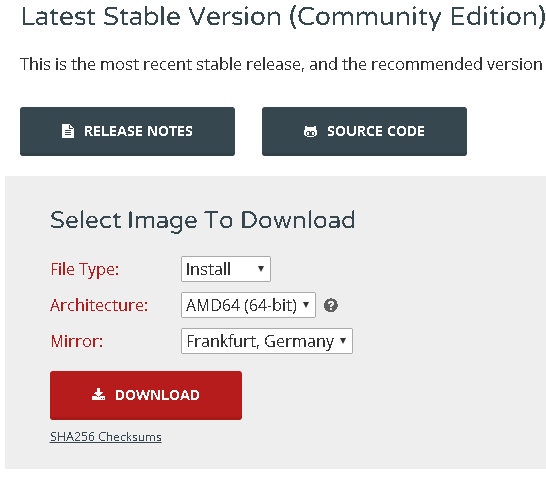 Latest Stable Version (Community Edition)
This is the most recent stable release, and the recommended version
RELEASE NOTES
SOURCE CODE
Select Image To Download
File Type: Install
Architecture: AMD64 (64-bit)
Mirror: Frankfurt, Germany
DOWNLOAD
SHA256 Checksums